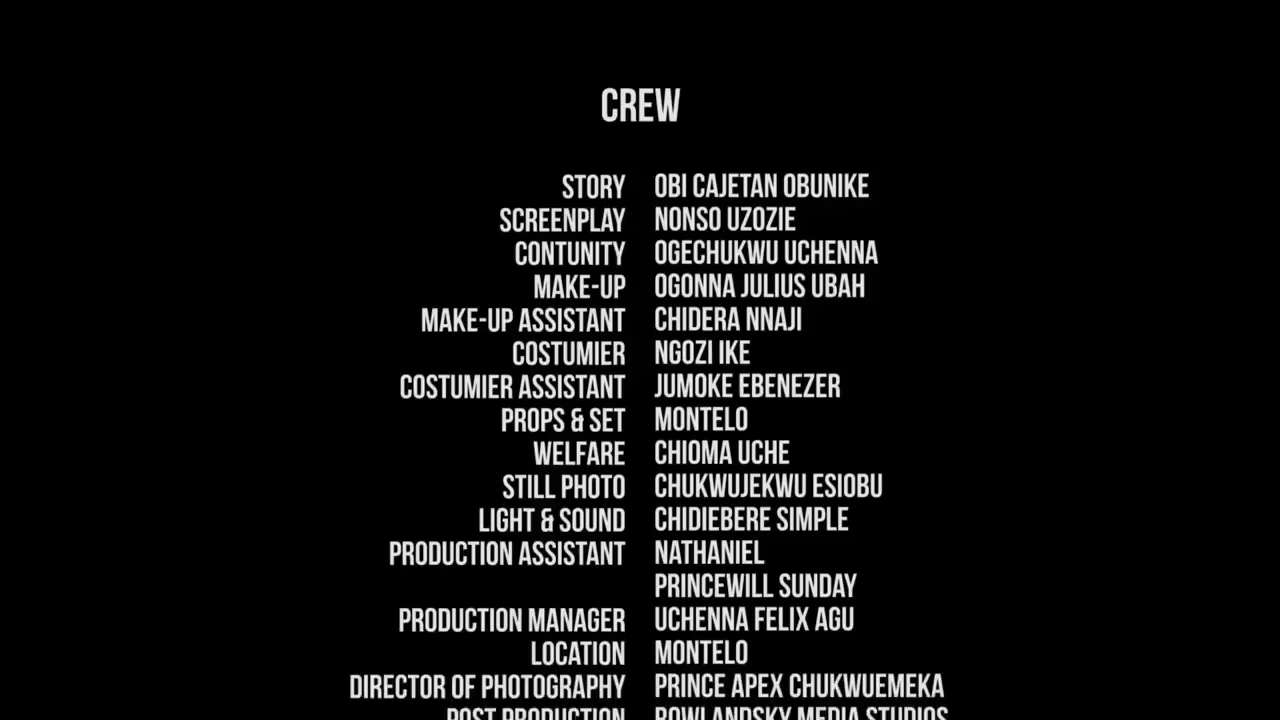 CREW
STORY OBI CAJETAN OBUNIKE
SCREENPLAY NONSO UZOZIE
CONTUNITY OGECHUKWU UCHENNA
MAKE-UP OGONNA JULIUS UBAH
MAKE-UP ASSISTANT CHIDERA NNAJI
COSTUMIER NGOZI IKE
COSTUMIER ASSISTANT JUMOKE EBENEZER
PROPS & SET MONTELO
WELFARE CHIOMA UCHE
STILL PHOTO CHUKWUJEKWU ESIOBU
LIGHT & SOUND CHIDIEBERE SIMPLE
PRODUCTION ASSISTANT NATHANIEL
PRINCEWILL SUNDAY
PRODUCTION MANAGER UCHENNA FELIX AGU
LOCATION MONTELO
DIRECTOR OF PHOTOGRAPHY PRINCE APEX CHUKWUEMEKA
POST PRODUCTION ROWLANDSKY MEDIA STUDIOS